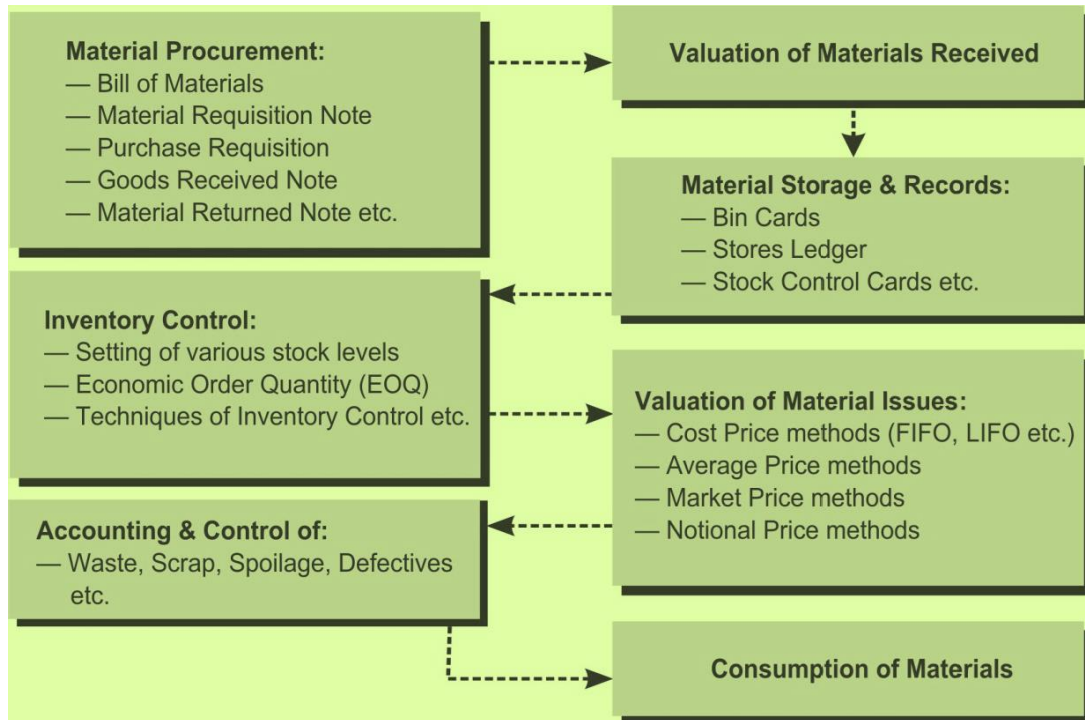 Material Procurement:
— Bill of Materials
— Material Requisition Note
— Purchase Requisition
— Goods Received Note
— Material Returned Note etc.
Valuation of Materials Received
Material Storage & Records:
— Bin Cards
— Stores Ledger
— Stock Control Cards etc.
Inventory Control:
— Setting of various stock levels
— Economic Order Quantity (EOQ)
— Techniques of Inventory Control etc.
Valuation of Material Issues:
— Cost Price methods (FIFO, LIFO etc.)
— Average Price methods
— Market Price methods
— Notional Price methods
Accounting & Control of:
— Waste, Scrap, Spoilage, Defectives
etc.
Consumption of Materials